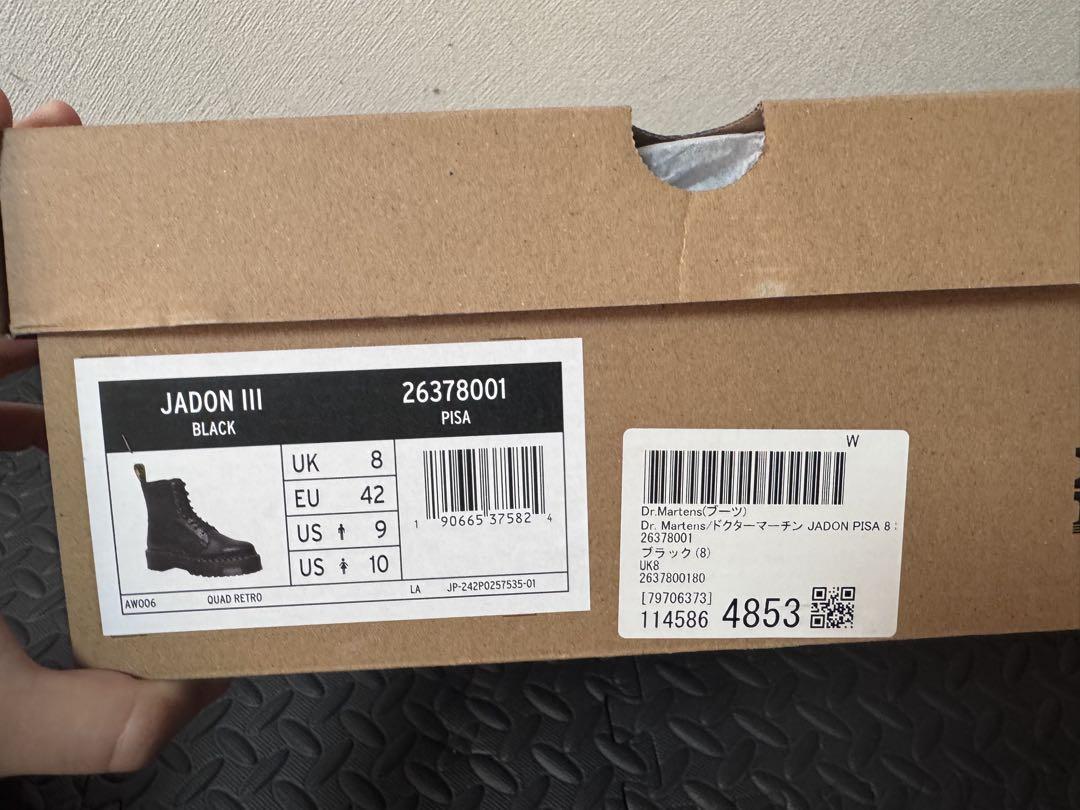 JADON III
BLACK
26378001
PISA
UK 8
EU 42
US 9
US 10
1 90665 37582 4
AW006
QUAD RETRO
LA
JP-242P0257535-01
W
Dr.Martens(ブーツ)
Dr. Martens/ドクターマーチン JADON PISA 8
26378001
ブラック(8)
UK8
2637800180
[79706373]
114586 4853